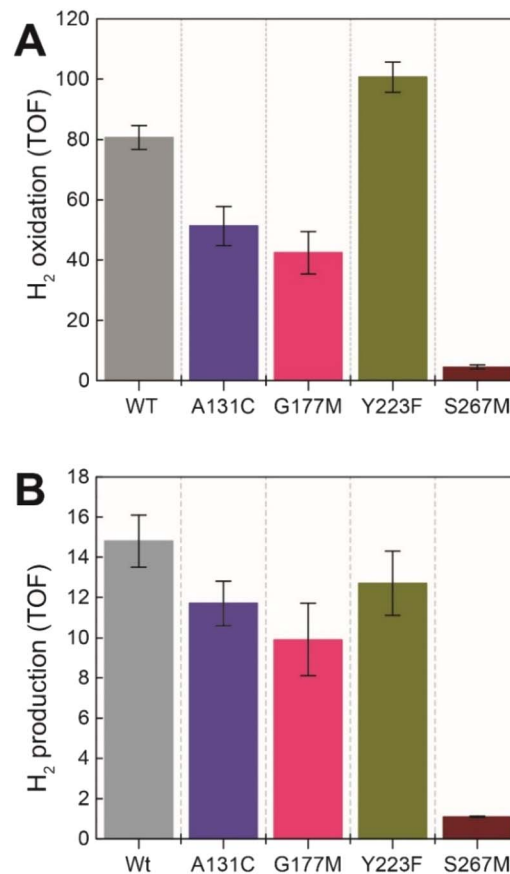 A
H₂ oxidation (TOF)
120
100
80
60
40
20
0
WT A131C G177M Y223F S267M
B
H₂ production (TOF)
18
16
14
12
10
8
6
4
2
0
Wt A131C G177M Y223F S267M